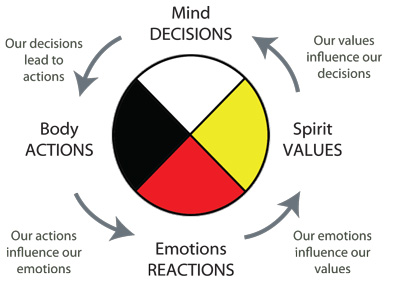 Mind
DECISIONS
Our decisions
lead to
actions
Our values
influence our
decisions
Body
ACTIONS
Spirit
VALUES
Our actions
influence our
emotions
Emotions
REACTIONS
Our emotions
influence our
values